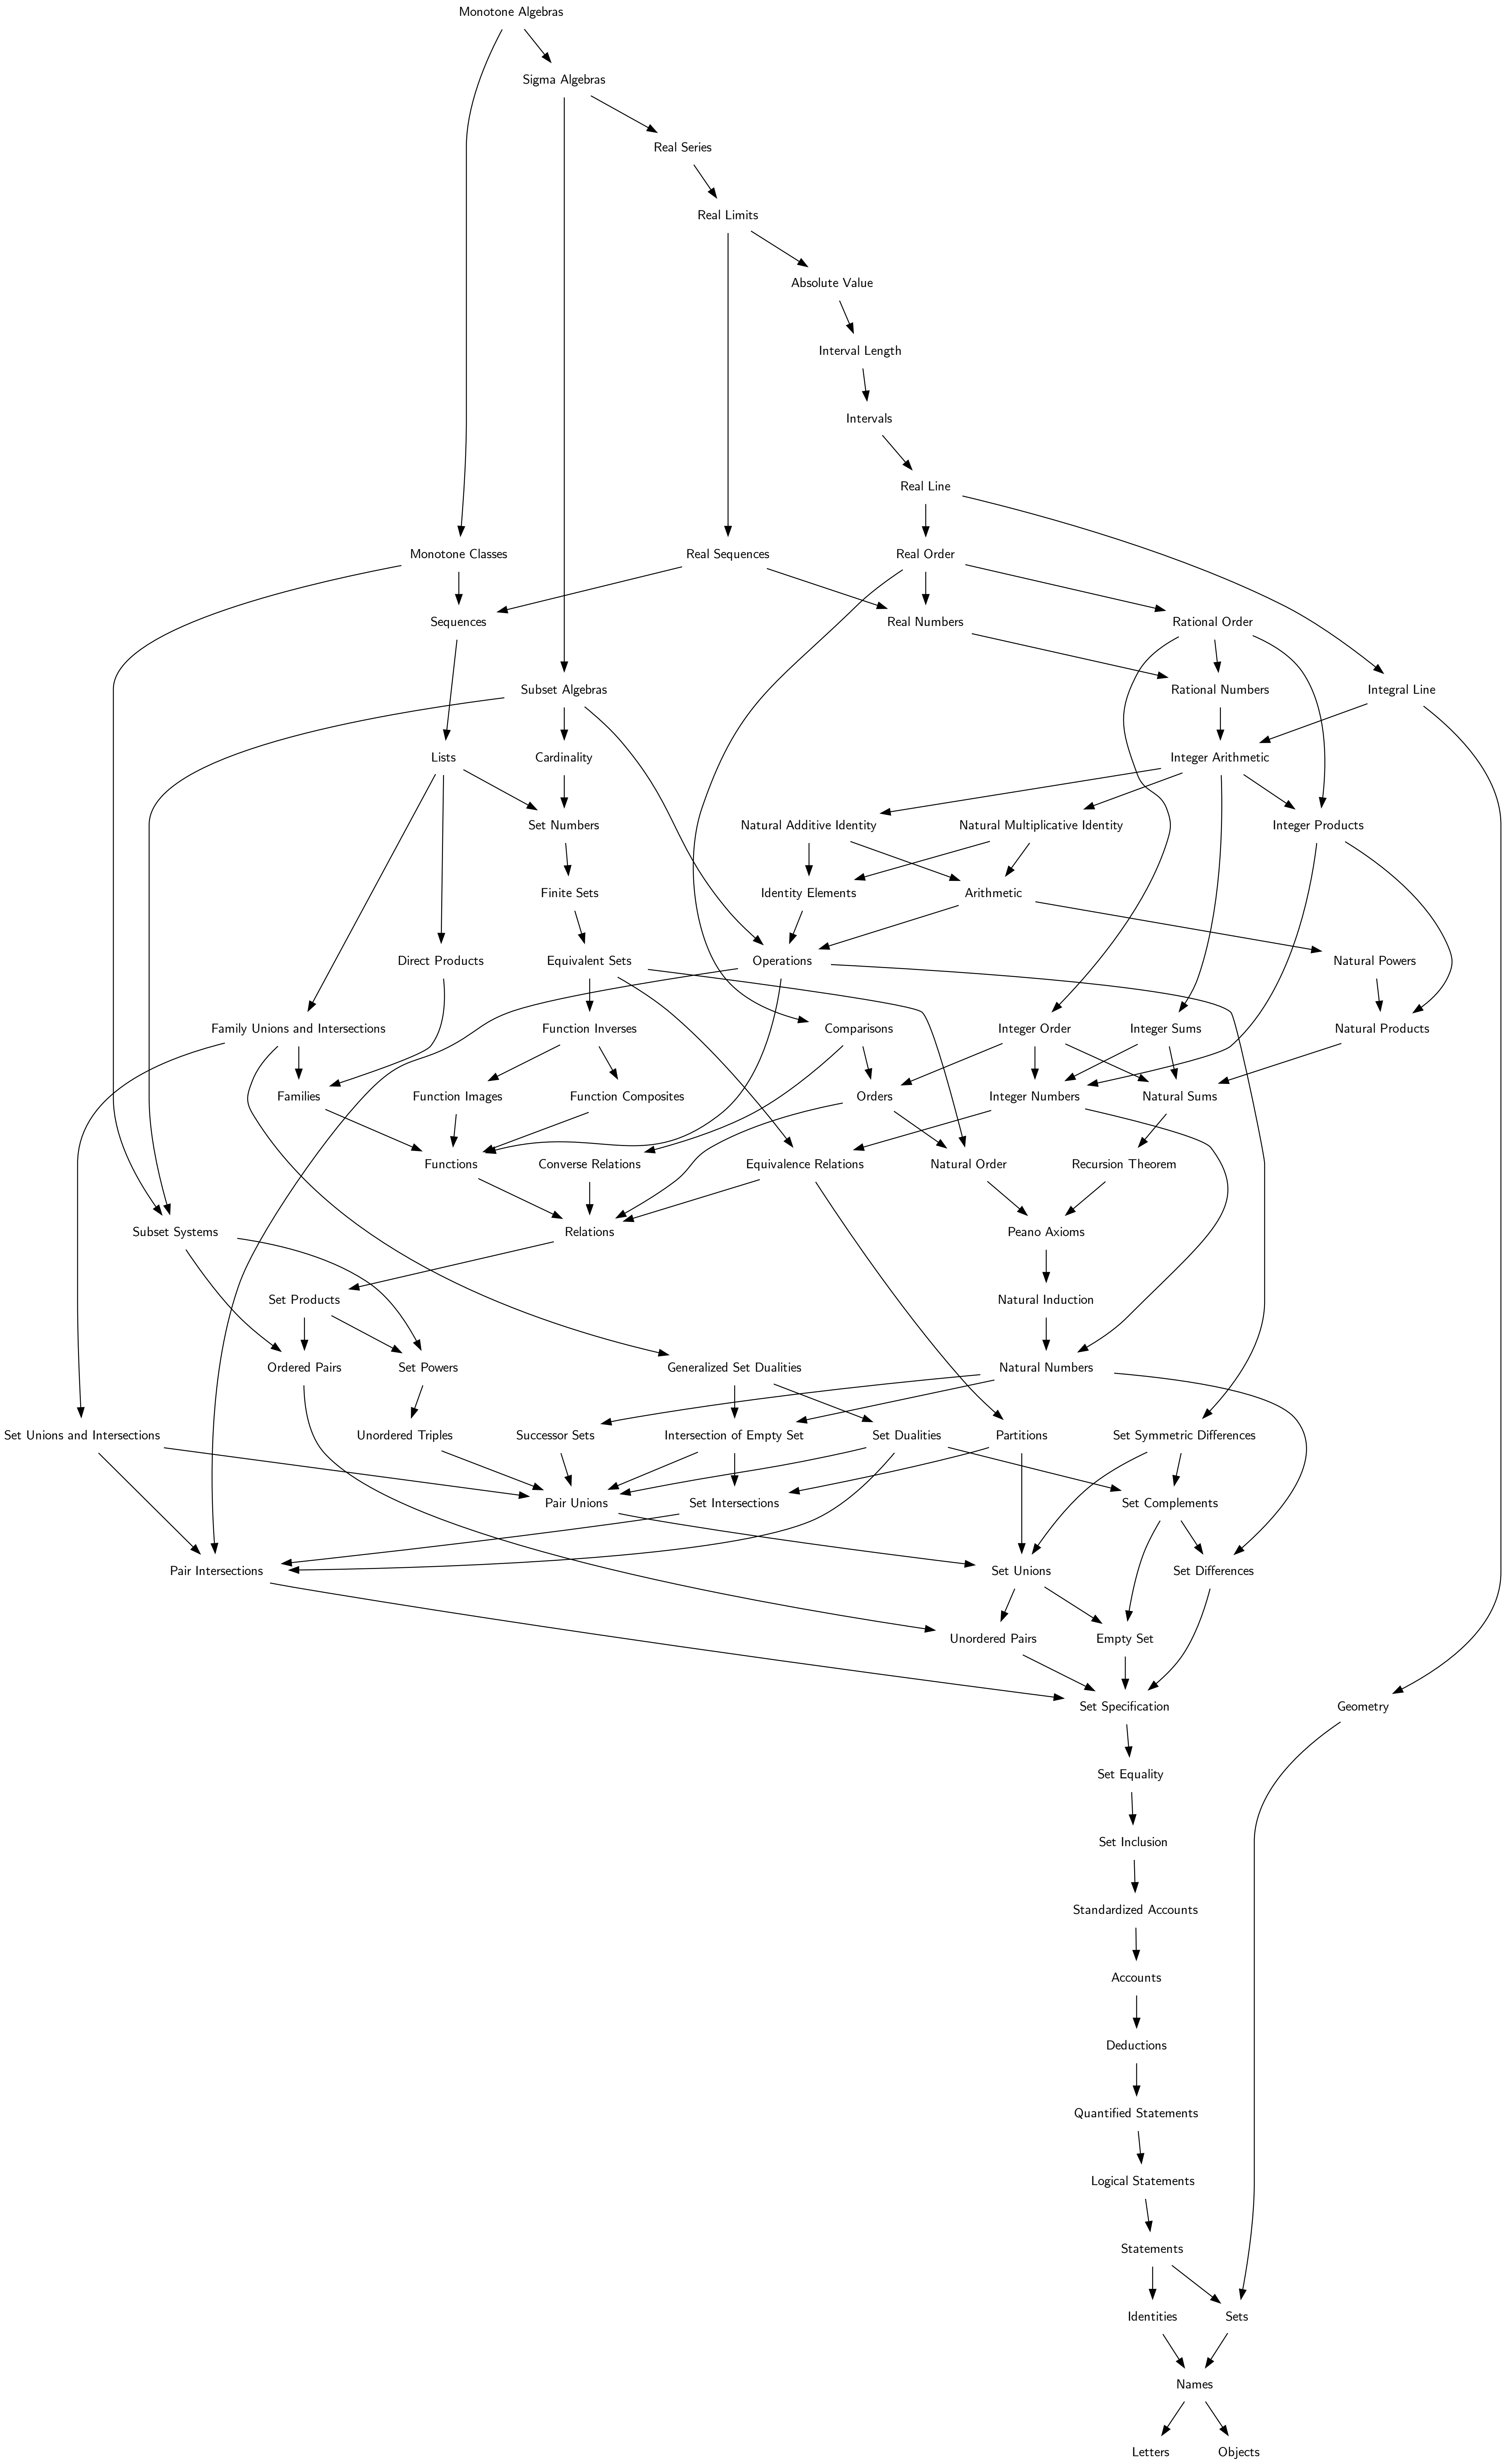 Monotone Algebras
Sigma Algebras
Real Series
Real Limits
Absolute Value
Interval Length
Intervals
Real Line
Monotone Classes
Real Sequences
Real Order
Sequences
Real Numbers
Rational Order
Subset Algebras
Rational Numbers
Integral Line
Lists
Cardinality
Integer Arithmetic
Set Numbers
Natural Additive Identity
Natural Multiplicative Identity
Integer Products
Finite Sets
Identity Elements
Arithmetic
Direct Products
Equivalent Sets
Operations
Natural Powers
Family Unions and Intersections
Function Inverses
Comparisons
Integer Order
Integer Sums
Natural Products
Families
Function Images
Function Composites
Orders
Integer Numbers
Natural Sums
Functions
Converse Relations
Equivalence Relations
Natural Order
Recursion Theorem
Subset Systems
Relations
Peano Axioms
Set Products
Natural Induction
Ordered Pairs
Set Powers
Generalized Set Dualities
Natural Numbers
Set Unions and Intersections
Unordered Triples
Successor Sets
Intersection of Empty Set
Set Dualities
Partitions
Set Symmetric Differences
Pair Unions
Set Intersections
Set Complements
Pair Intersections
Set Unions
Set Differences
Unordered Pairs
Empty Set
Set Specification
Geometry
Set Equality
Set Inclusion
Standardized Accounts
Accounts
Deductions
Quantified Statements
Logical Statements
Statements
Identities
Sets
Names
Letters
Objects